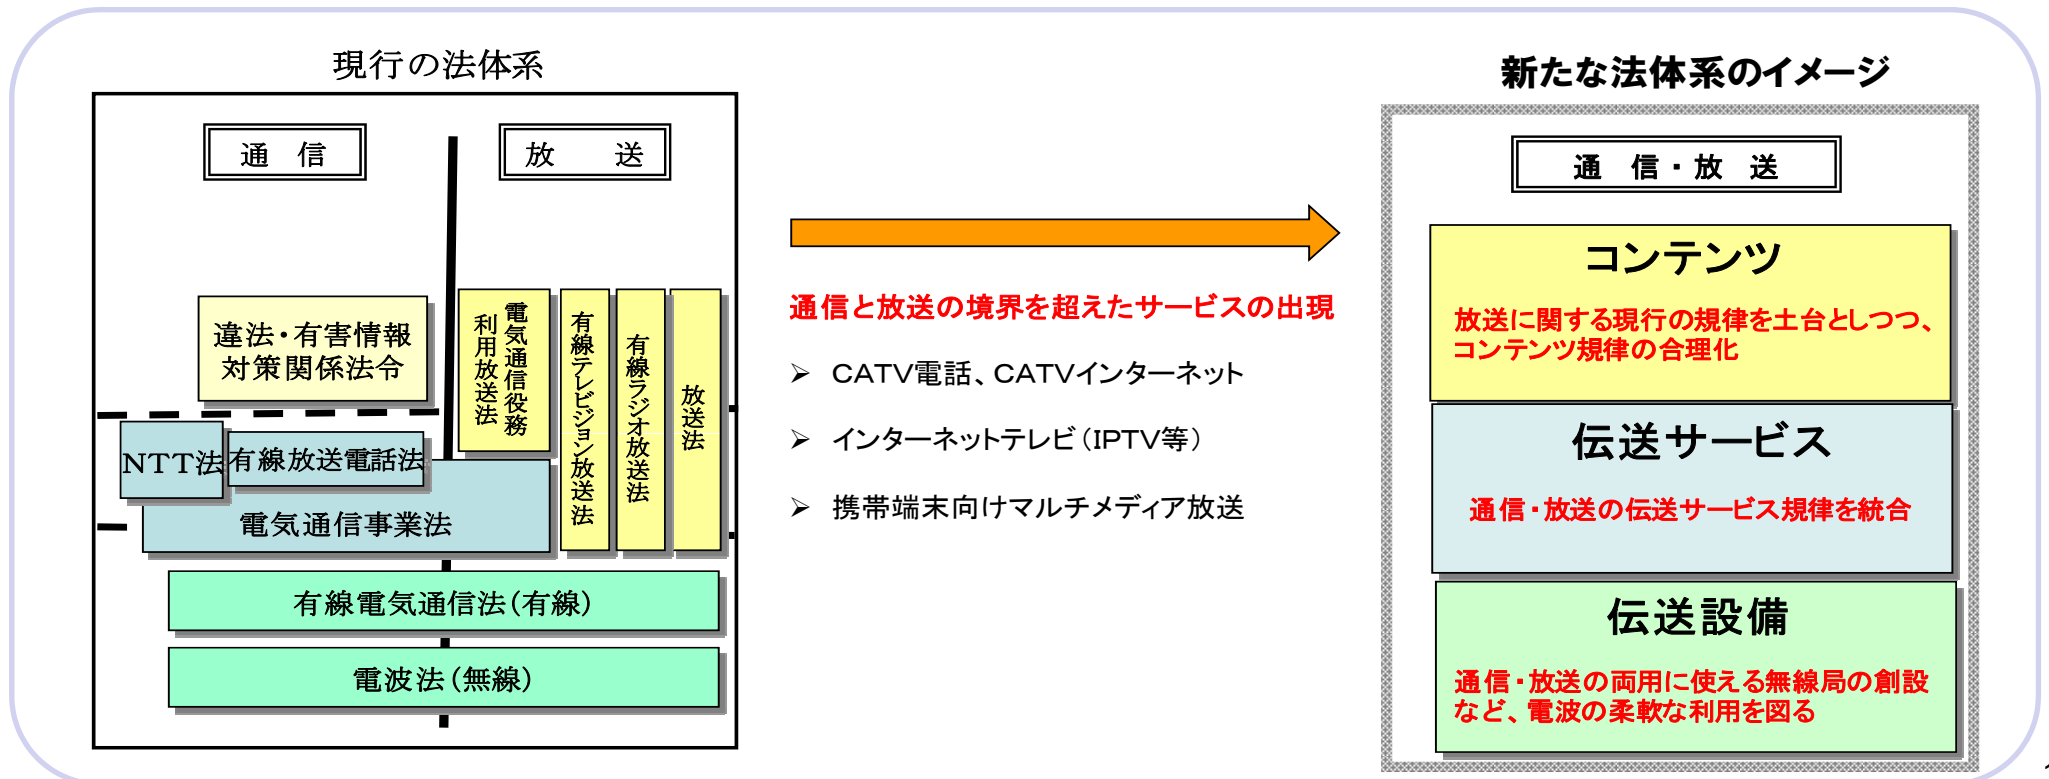 現行の法体系
通 信
放 送
違法・有害情報
対策関係法令
NTT法
有線放送電話法
電気通信事業法
電気通信役務
利用放送法
有線テレビジョン放送法
有線ラジオ放送法
放送法
有線電気通信法(有線)
電波法(無線)
通信と放送の境界を超えたサービスの出現
➢ CATV電話、CATVインターネット
➢ インターネットテレビ(IPTV等)
➢ 携帯端末向けマルチメディア放送
新たな法体系のイメージ
通 信・放 送
コンテンツ
放送に関する現行の規律を土台としつつ、
コンテンツ規律の合理化
伝送サービス
通信・放送の伝送サービス規律を統合
伝送設備
通信・放送の両用に使える無線局の創設
など、電波の柔軟な利用を図る